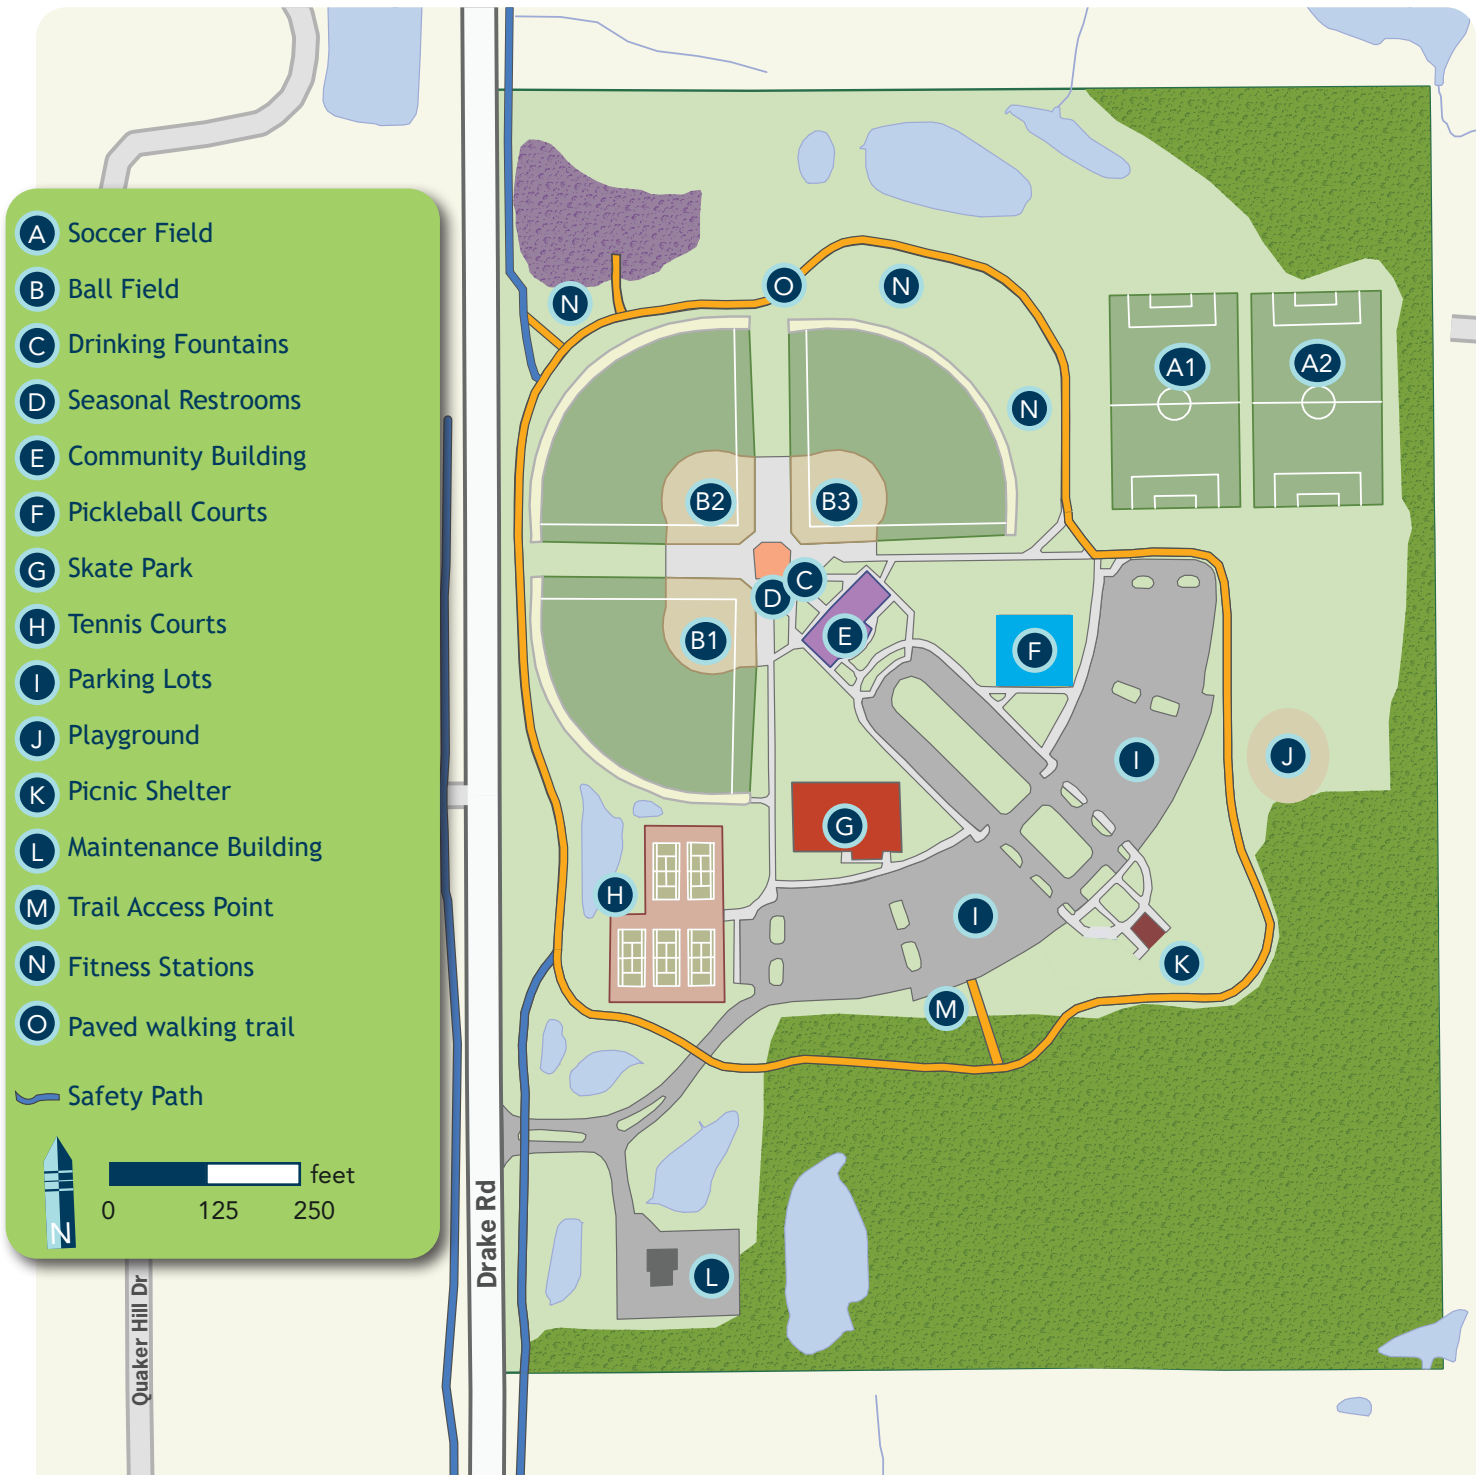 A Soccer Field
B Ball Field
C Drinking Fountains
D Seasonal Restrooms
E Community Building
F Pickleball Courts
G Skate Park
H Tennis Courts
I Parking Lots
J Playground
K Picnic Shelter
L Maintenance Building
M Trail Access Point
N Fitness Stations
O Paved walking trail
Safety Path
feet
0 125 250
N
Quaker Hill Dr
Drake Rd
N
O
N
A1
A2
N
B2
B3
C
D
B1
E
F
I
J
G
H
I
K
M
L